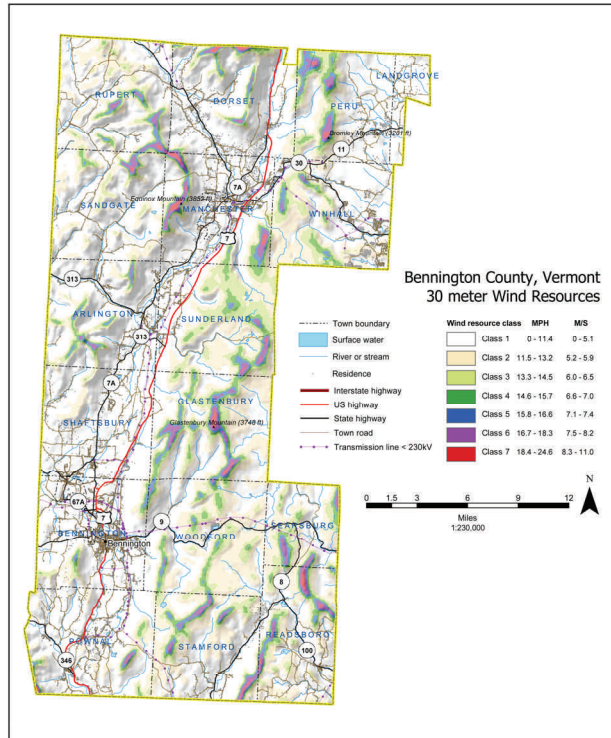 LANDGROVE
RUPERT
DORSET
PERU
Bromley Mountain (3261 ft)
11
30
7A
Equinox Mountain (3852 ft)
SANDGATE
MANCHESTER
WINHALL
7
313
ARLINGTON
SUNDERLAND
313
7A
GLASTENBURY
Glastenbury Mountain (3748 ft)
SHAFTSBURY
67A
7
9
SEARSBURG
BENNINGTON
WOODFORD
Bennington
8
POWNAL
READSBORO
STAMFORD
346
100
Bennington County, Vermont
30 meter Wind Resources
Town boundary
Surface water
River or stream
Residence
Interstate highway
US highway
State highway
Town road
Transmission line < 230kV
Wind resource class MPH M/S
Class 1 0 - 11.4 0 - 5.1
Class 2 11.5 - 13.2 5.2 - 5.9
Class 3 13.3 - 14.5 6.0 - 6.5
Class 4 14.6 - 15.7 6.6 - 7.0
Class 5 15.8 - 16.6 7.1 - 7.4
Class 6 16.7 - 18.3 7.5 - 8.2
Class 7 18.4 - 24.6 8.3 - 11.0
N
0 1.5 3 6 9 12
Miles
1:230,000